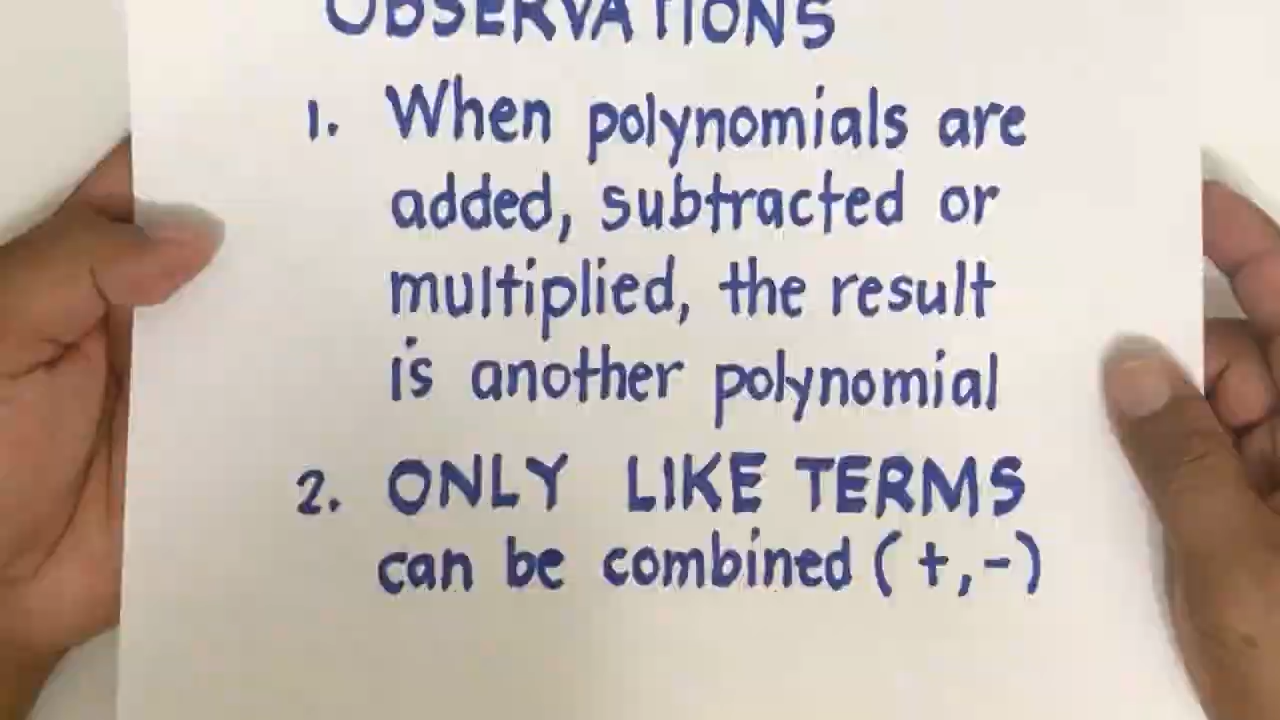 OBSERVATIONS
1. When polynomials are
added, subtracted or
multiplied, the result
is another polynomial
2. ONLY LIKE TERMS
can be combined (+,-)